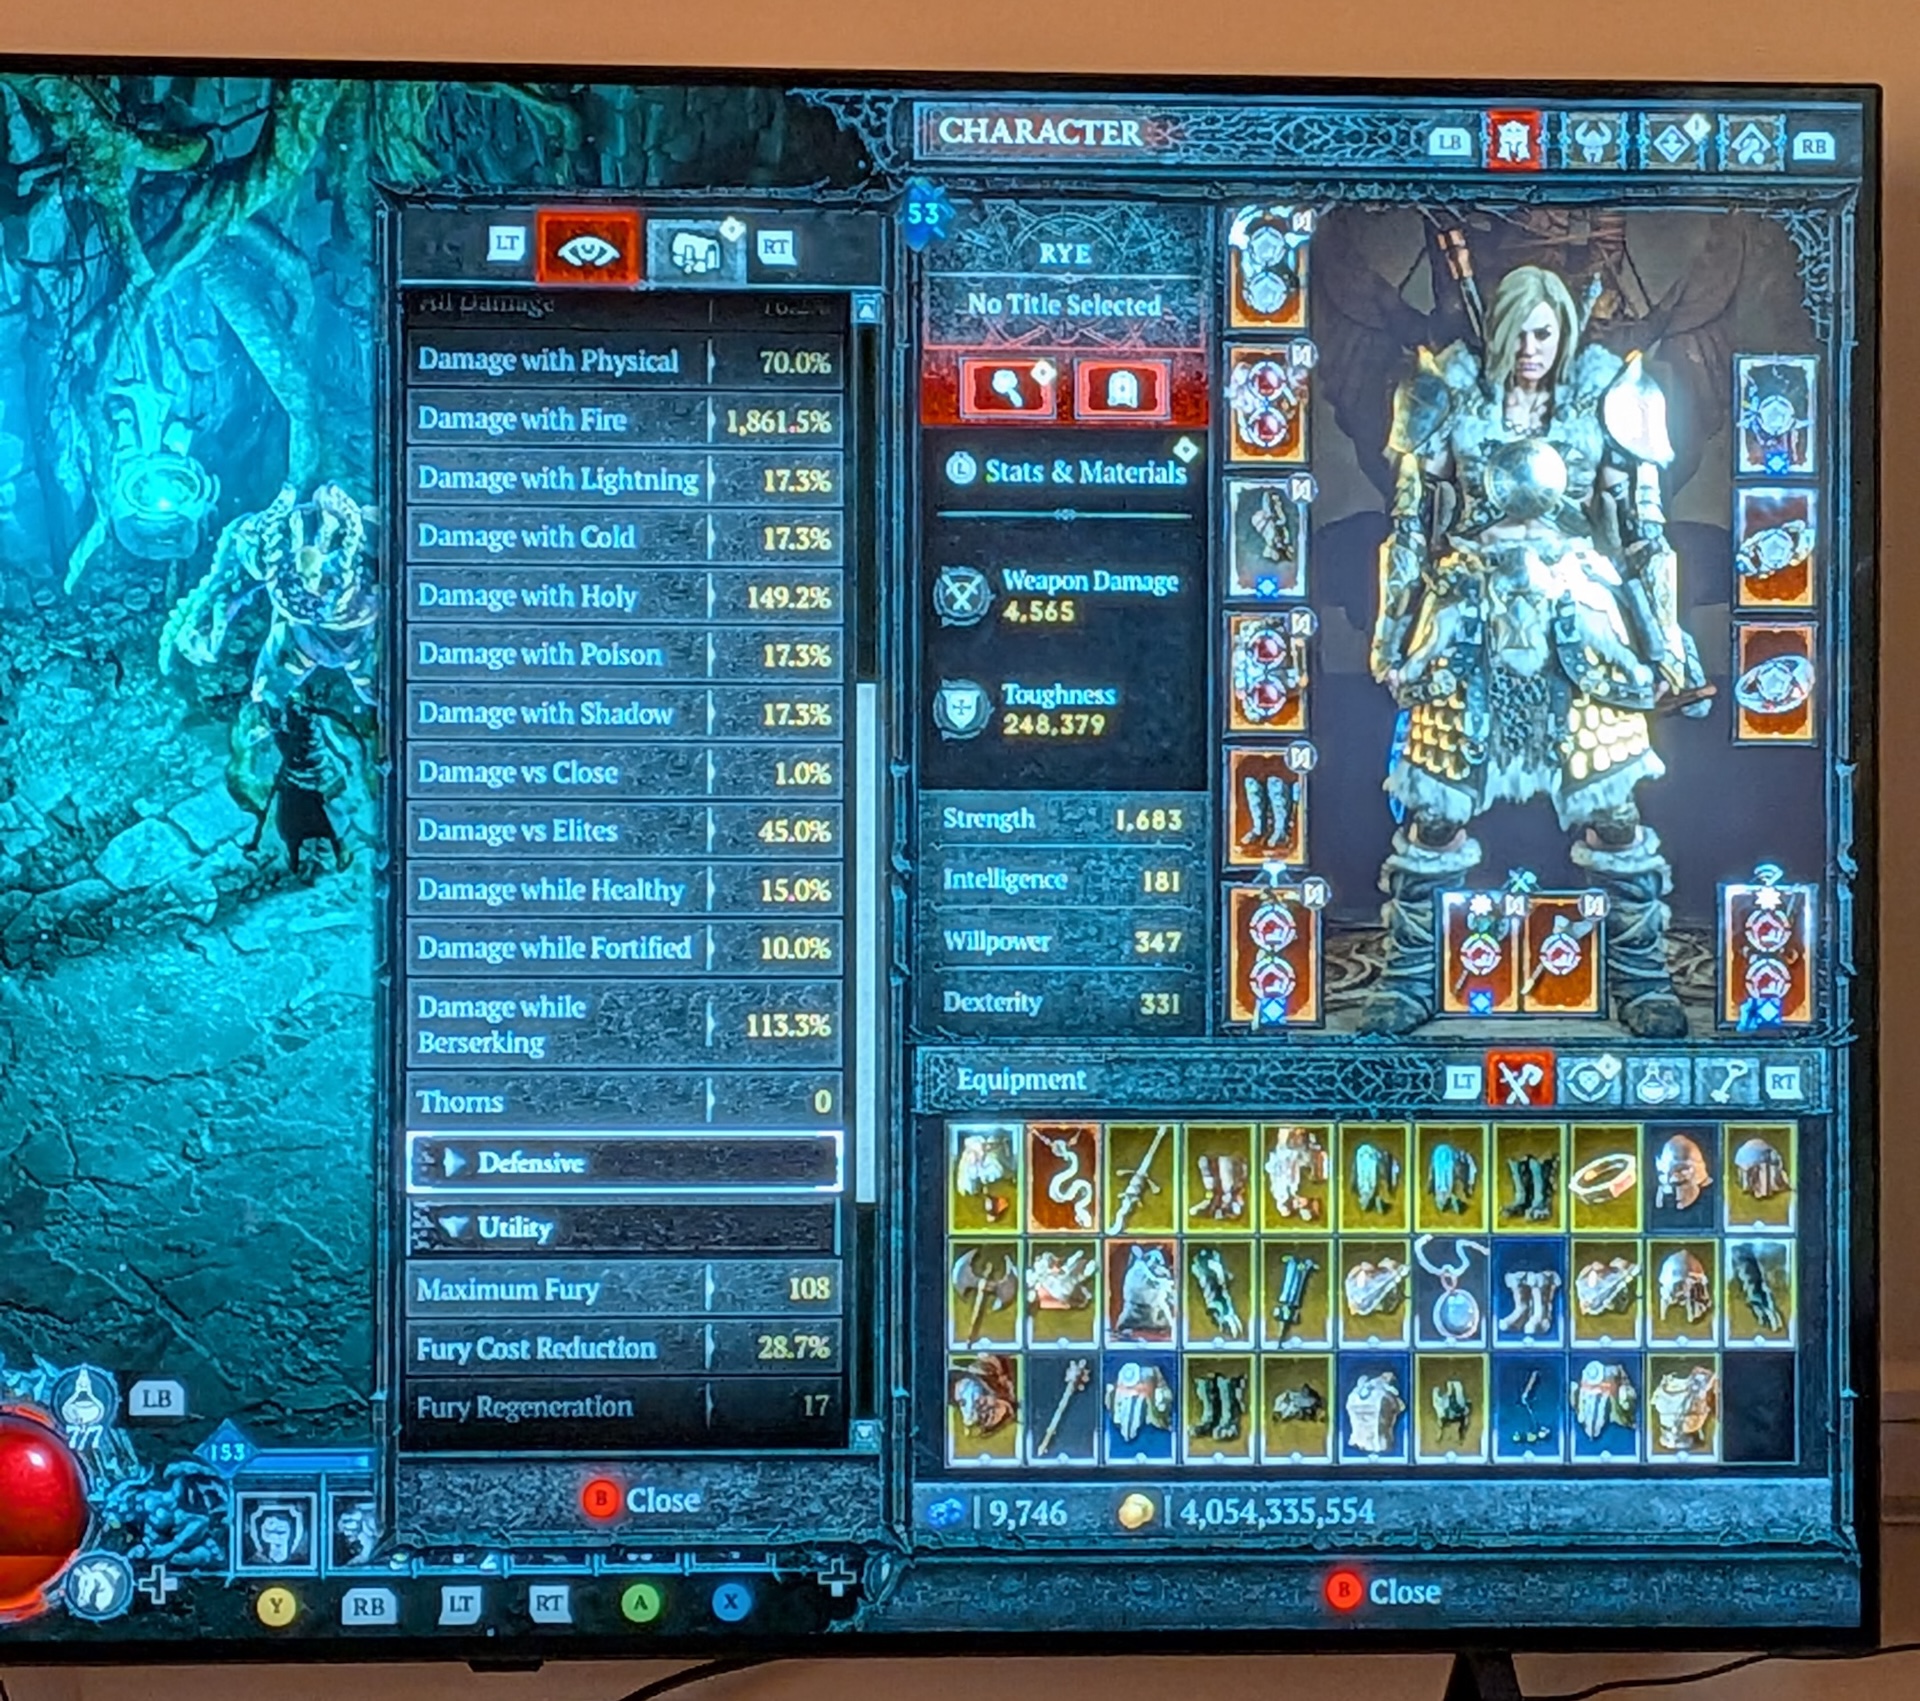 CHARACTER
LB
RB
LT
RT
All Damage
Damage with Physical 70.0%
Damage with Fire 1,861.5%
Damage with Lightning 17.3%
Damage with Cold 17.3%
Damage with Holy 149.2%
Damage with Poison 17.3%
Damage with Shadow 17.3%
Damage vs Close 1.0%
Damage vs Elites 45.0%
Damage while Healthy 15.0%
Damage while Fortified 10.0%
Damage while
Berserking 113.3%
Thorns 0
Defensive
Utility
Maximum Fury 108
Fury Cost Reduction 28.7%
Fury Regeneration 17
B Close
53
RYE
No Title Selected
L Stats & Materials
Weapon Damage
4,565
Toughness
248,379
Strength 1,683
Intelligence 181
Willpower 347
Dexterity 331
Equipment
LT
RT
9,746
4,054,335,554
B Close
7/7
LB
153
Y
RB
LT
RT
A
X